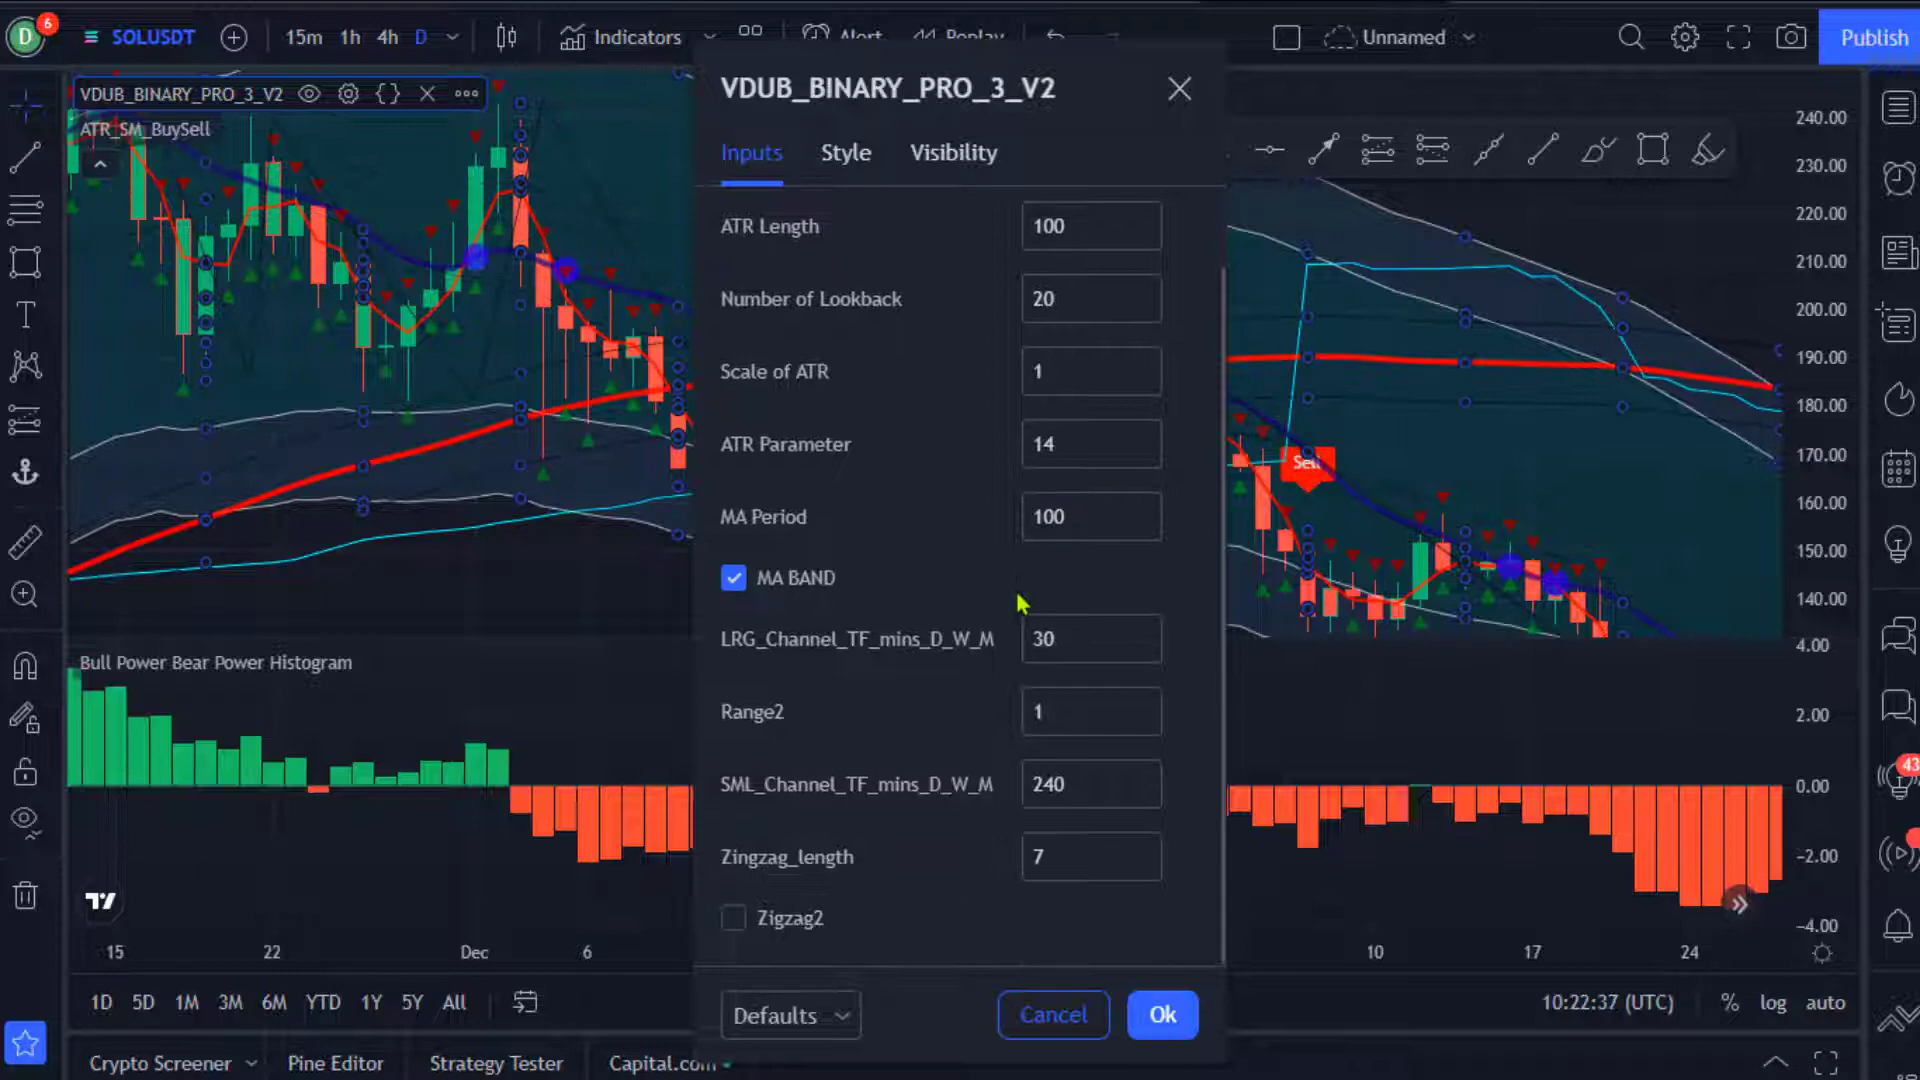 D
6
SOLUSDT
15m 1h 4h D
Indicators
Alert
Replay
Unnamed
Publish
VDUB_BINARY_PRO_3_V2
ATR_SM_BuySell
VDUB_BINARY_PRO_3_V2
Inputs
Style
Visibility
ATR Length
100
Number of Lookback
20
Scale of ATR
1
ATR Parameter
14
MA Period
100
MA BAND
LRG_Channel_TF_mins_D_W_M
30
Range2
1
SML_Channel_TF_mins_D_W_M
240
Zingzag_length
7
Zigzag2
Defaults
Cancel
Ok
Sell
240.00
230.00
220.00
210.00
200.00
190.00
180.00
170.00
160.00
150.00
140.00
4.00
2.00
0.00
−2.00
−4.00
43
Bull Power Bear Power Histogram
15 22 Dec 6
10 17 24
1D 5D 1M 3M 6M YTD 1Y 5Y All
10:22:37 (UTC) % log auto
Crypto Screener
Pine Editor
Strategy Tester
Capital.com